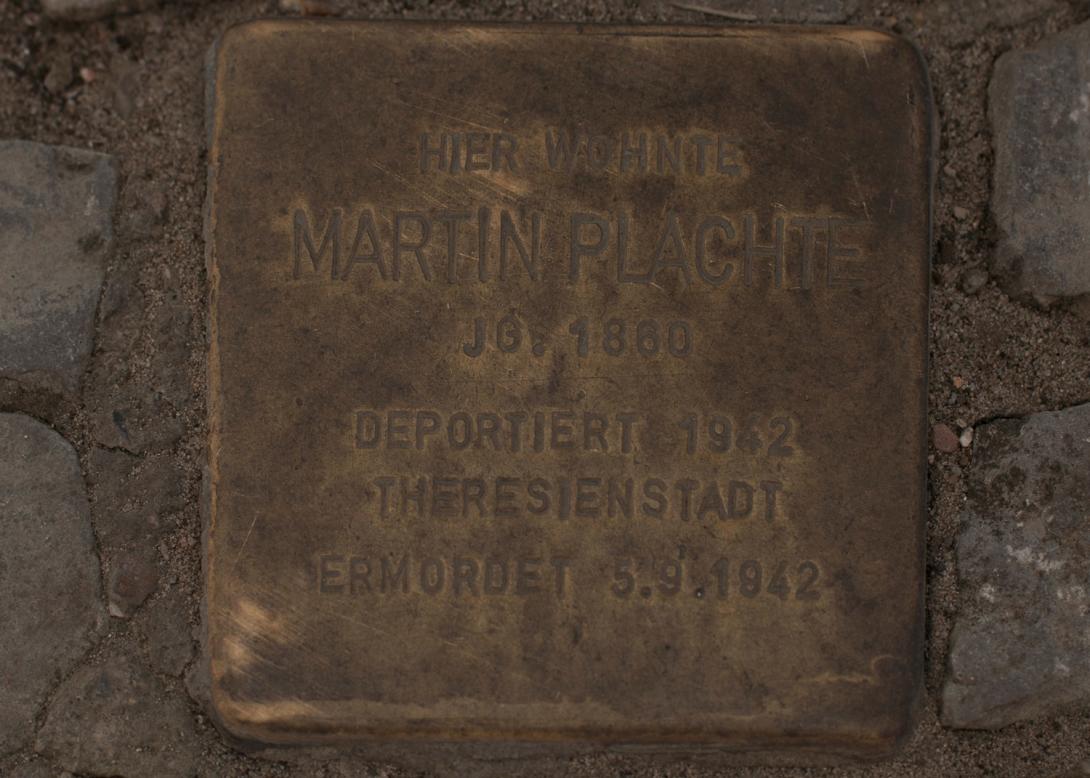 HIER WOHNTE
MARTIN PLACHTE
JG. 1860
DEPORTIERT 1942
THERESIENSTADT
ERMORDET 5.9.1942